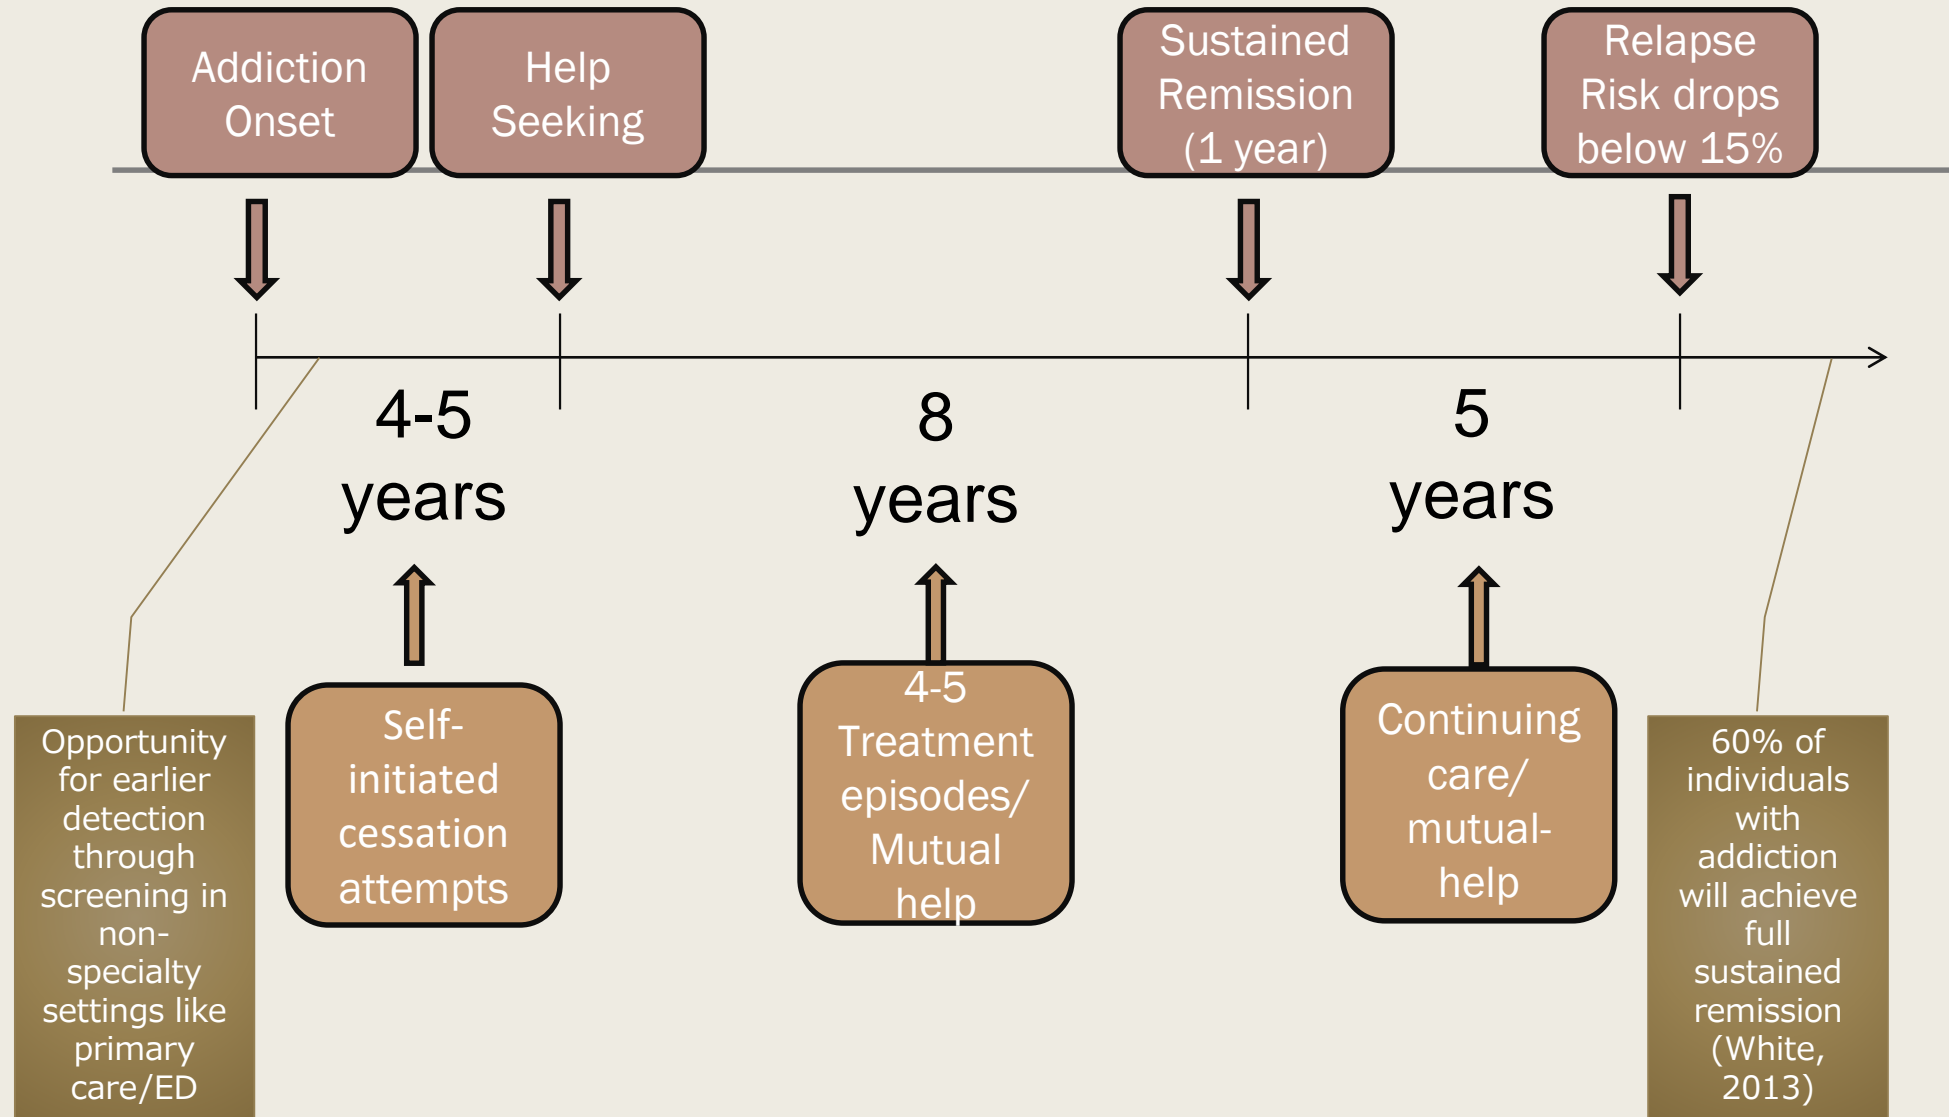 Addiction
Onset
Help
Seeking
Sustained
Remission
(1 year)
Relapse
Risk drops
below 15%
4-5
years
8
years
5
years
Opportunity
for earlier
detection
through
screening in
non-
specialty
settings like
primary
care/ED
Self-
initiated
cessation
attempts
4-5
Treatment
episodes/
Mutual
help
Continuing
care/
mutual-
help
60% of
individuals
with
addiction
will achieve
full
sustained
remission
(White,
2013)